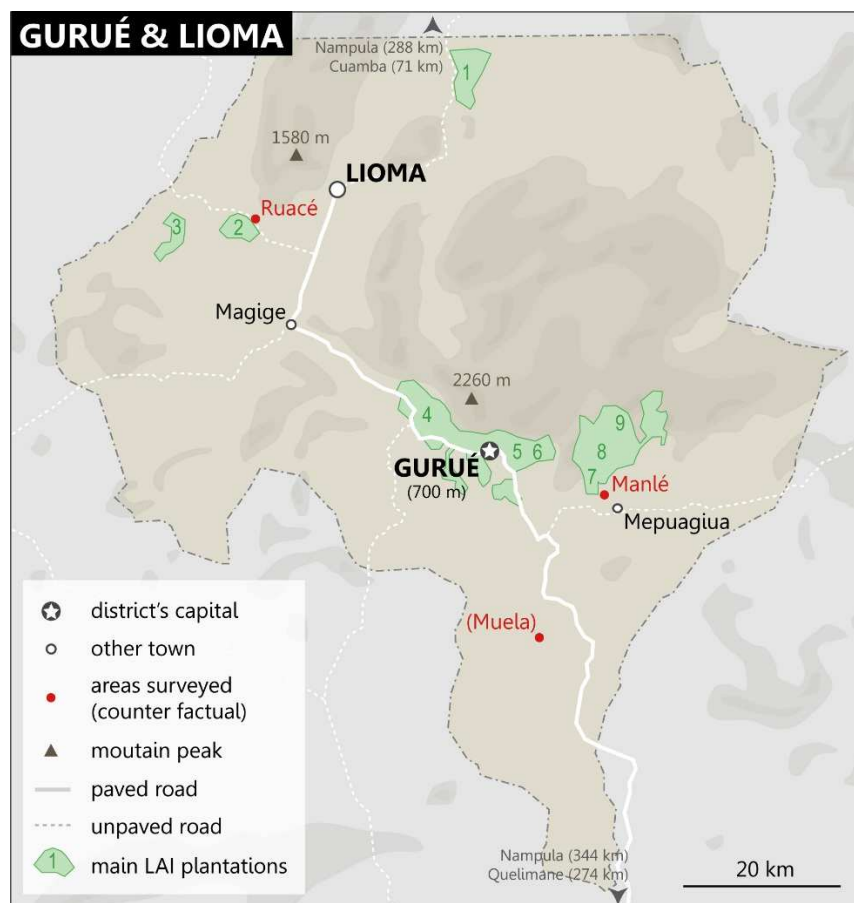 GURUÉ & LIOMA
Nampula (288 km)
Cuamba (71 km)
1
1580 m
LIOMA
Ruacé
3
2
Magige
2260 m
4
9
5 6
8
GURUÉ
(700 m)
7
Manlé
Mepuagiua
(Muela)
district's capital
other town
areas surveyed
(counter factual)
moutain peak
paved road
unpaved road
1
main LAI plantations
Nampula (344 km)
Quelimane (274 km)
20 km